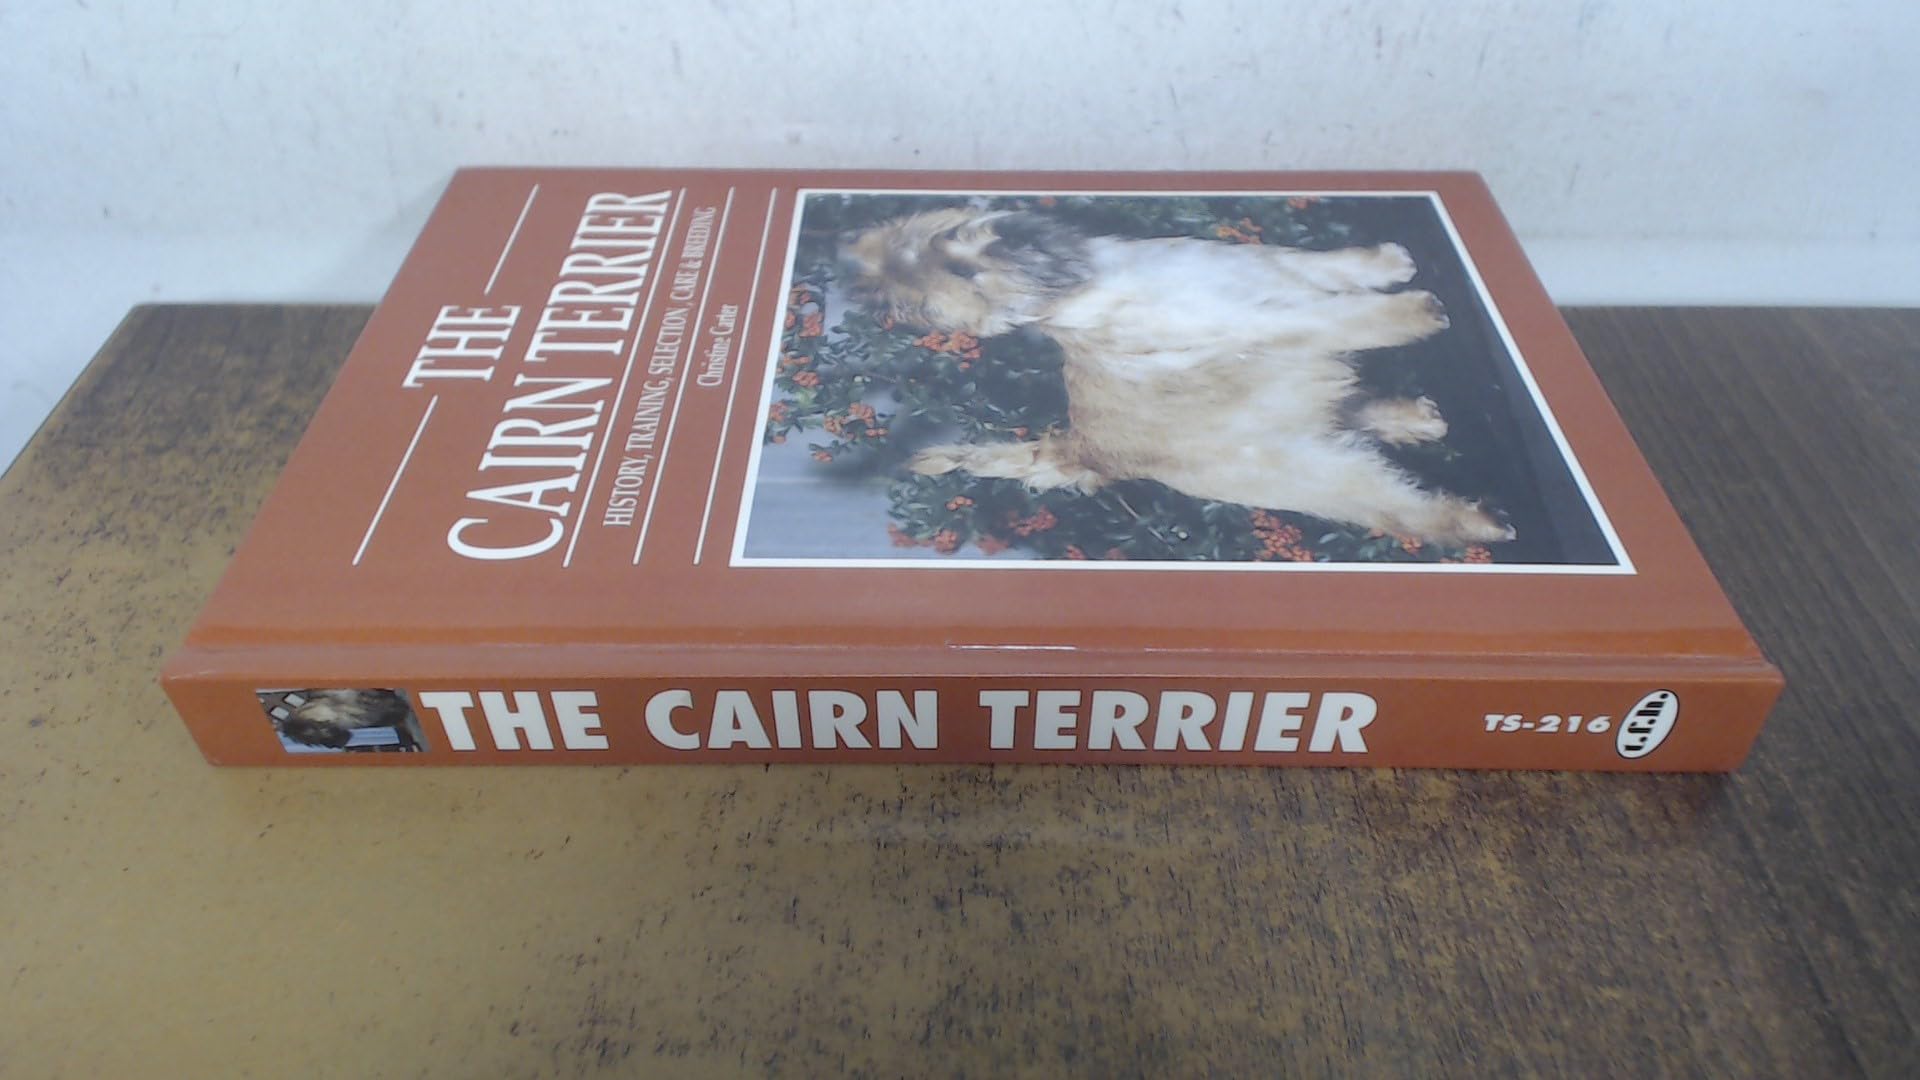 THE
CAIRN TERRIER
HISTORY, TRAINING, SELECTION, CARE & BREEDING
Christine Carter
THE CAIRN TERRIER
TS-216
t.f.h.